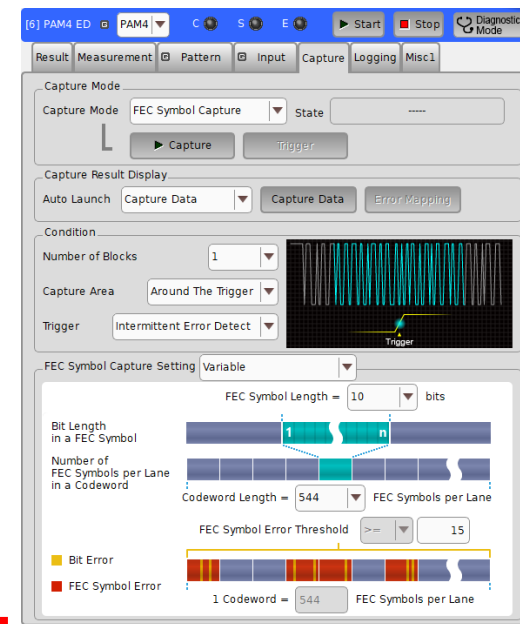 [6] PAM4 ED G PAM4 C S E Start Stop Diagnostic Mode
Result Measurement G Pattern G Input Capture Logging Misc1
Capture Mode
Capture Mode FEC Symbol Capture State -----
Capture Trigger
Capture Result Display
Auto Launch Capture Data Capture Data Error Mapping
Condition
Number of Blocks 1
Capture Area Around The Trigger
Trigger Intermittent Error Detect
Trigger
FEC Symbol Capture Setting Variable
FEC Symbol Length = 10 bits
Bit Length
in a FEC Symbol
1 n
Number of
FEC Symbols per Lane
in a Codeword
Codeword Length = 544 FEC Symbols per Lane
FEC Symbol Error Threshold >= 15
Bit Error
FEC Symbol Error
1 Codeword = 544 FEC Symbols per Lane